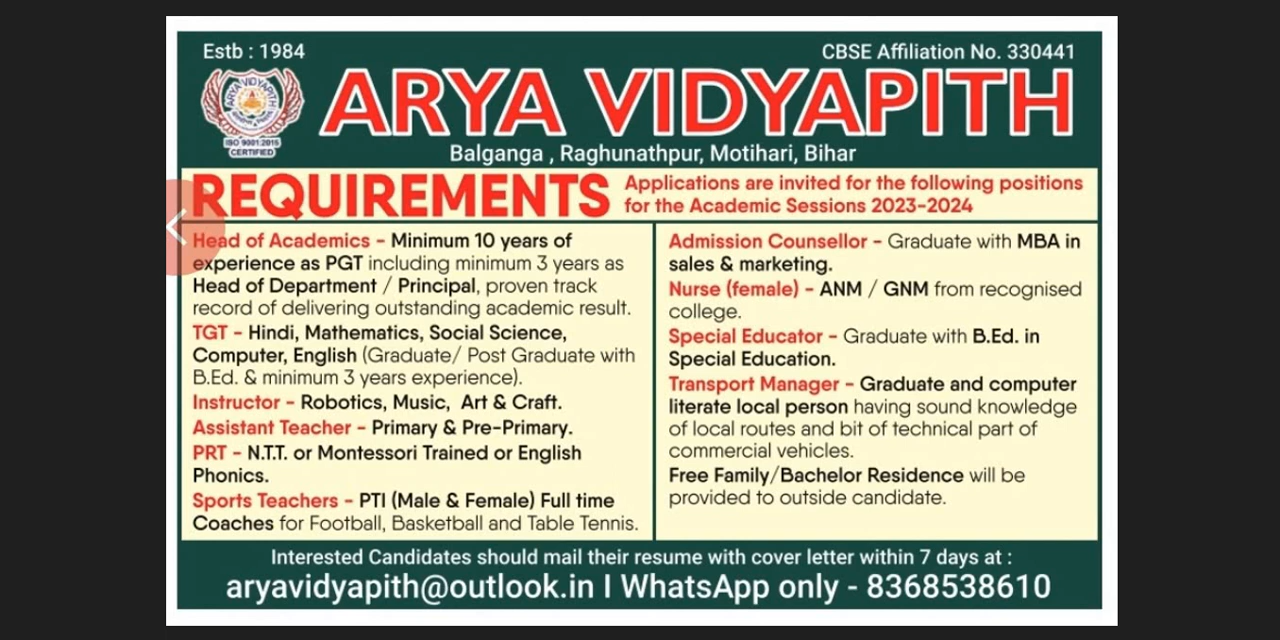 Estb : 1984
CBSE Affiliation No. 330441
ARYA VIDYAPITH
ARYA VIDYAPITH
ISO 9001:2015
CERTIFIED
Balganga , Raghunathpur, Motihari, Bihar
REQUIREMENTS
Applications are invited for the following positions
for the Academic Sessions 2023-2024
Head of Academics - Minimum 10 years of
experience as PGT including minimum 3 years as
Head of Department / Principal, proven track
record of delivering outstanding academic result.
TGT - Hindi, Mathematics, Social Science,
Computer, English (Graduate/ Post Graduate with
B.Ed. & minimum 3 years experience).
Instructor - Robotics, Music, Art & Craft.
Assistant Teacher - Primary & Pre-Primary.
PRT - N.T.T. or Montessori Trained or English
Phonics.
Sports Teachers - PTI (Male & Female) Full time
Coaches for Football, Basketball and Table Tennis.
Admission Counsellor - Graduate with MBA in
sales & marketing.
Nurse (female) - ANM / GNM from recognised
college.
Special Educator - Graduate with B.Ed. in
Special Education.
Transport Manager - Graduate and computer
literate local person having sound knowledge
of local routes and bit of technical part of
commercial vehicles.
Free Family/Bachelor Residence will be
provided to outside candidate.
Interested Candidates should mail their resume with cover letter within 7 days at :
aryavidyapith@outlook.in I WhatsApp only - 8368538610